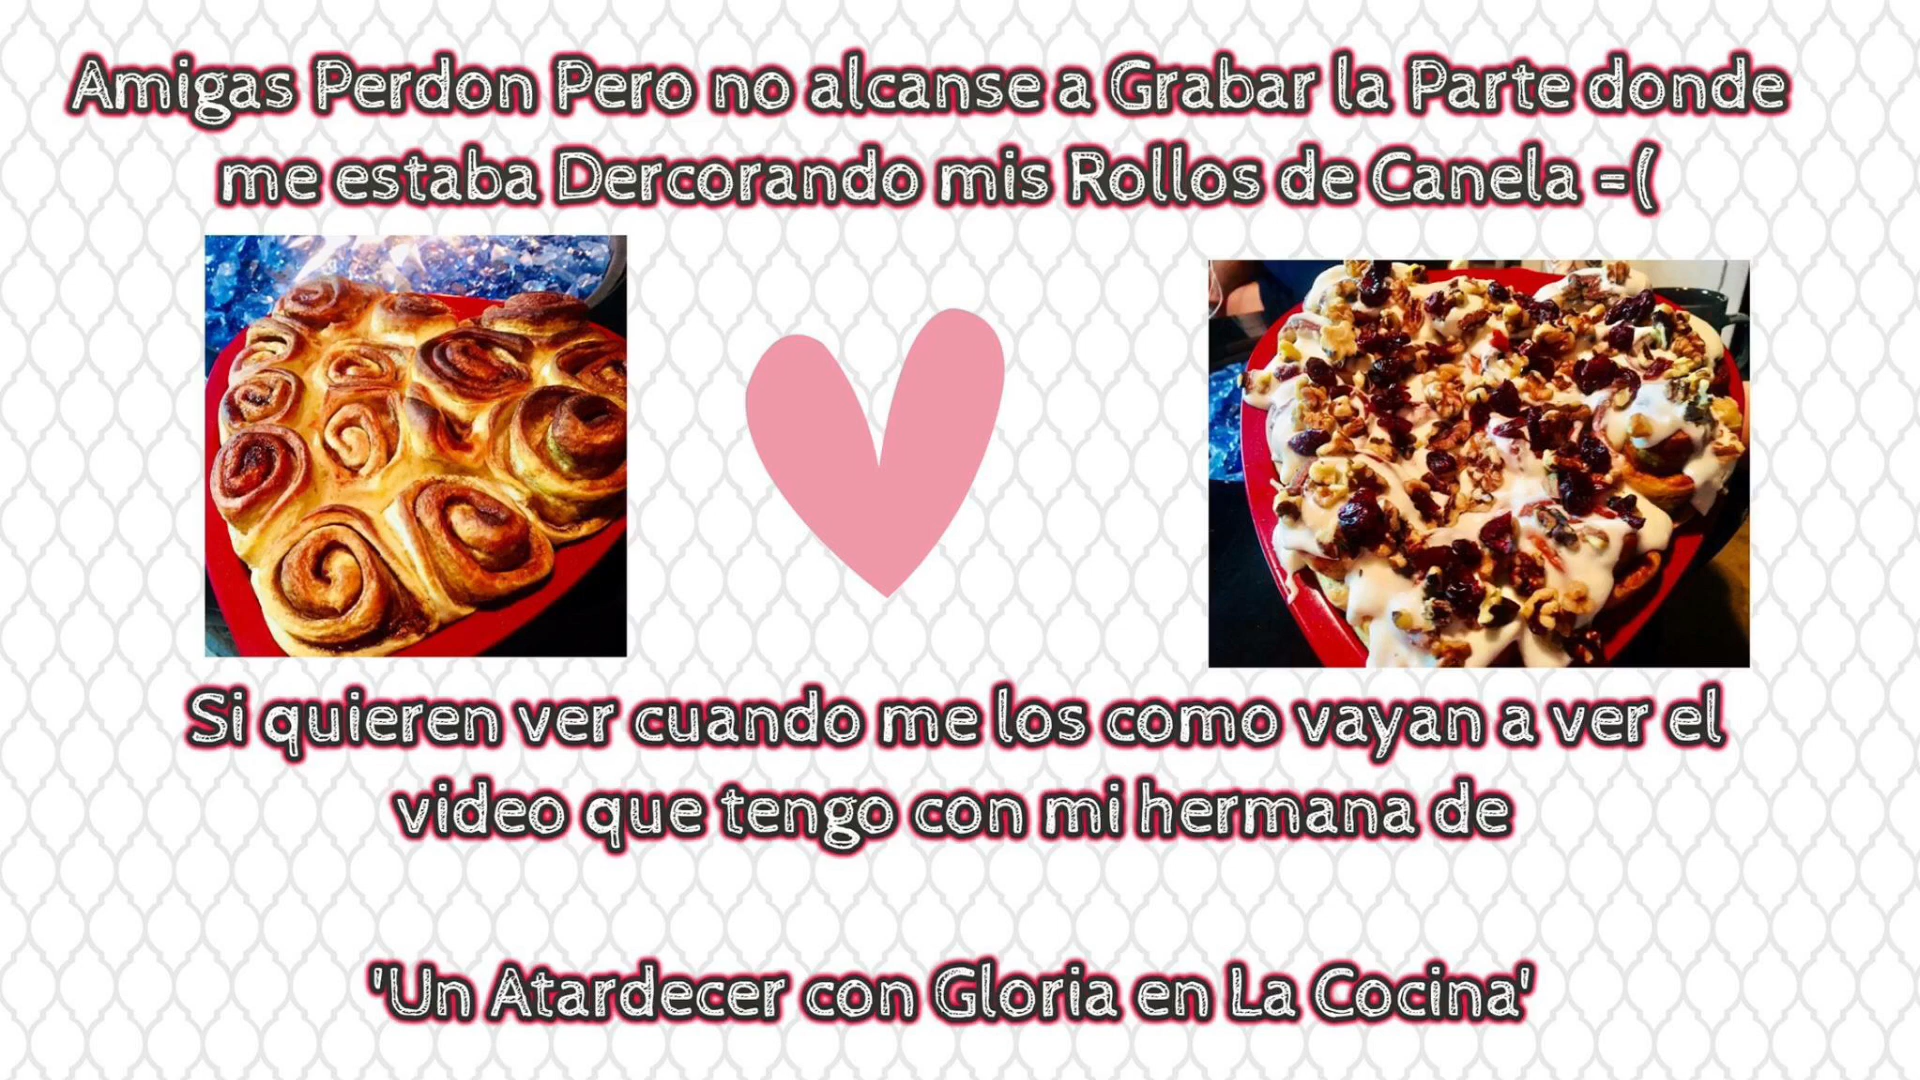 Amigas Perdon Pero no alcanse a Grabar la Parte donde
me estaba Dercorando mis Rollos de Canela =(
Si quieren ver cuando me los como vayan a ver el
video que tengo con mi hermana de
'Un Atardecer con Gloria en La Cocina'